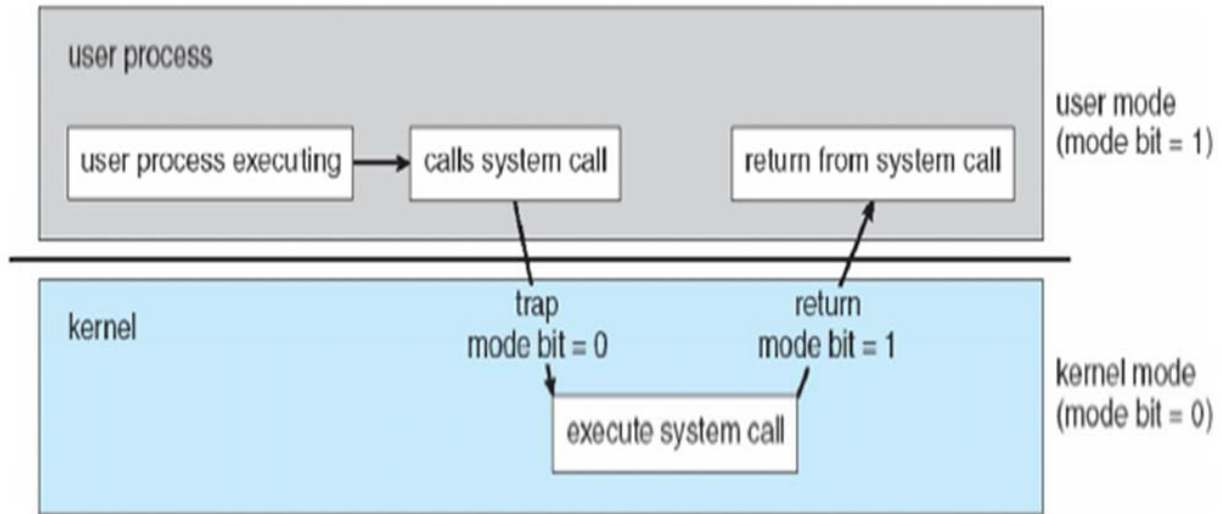 user process
user process executing
calls system call
return from system call
user mode
(mode bit = 1)
trap
mode bit = 0
return
mode bit = 1
kernel
execute system call
kernel mode
(mode bit = 0)